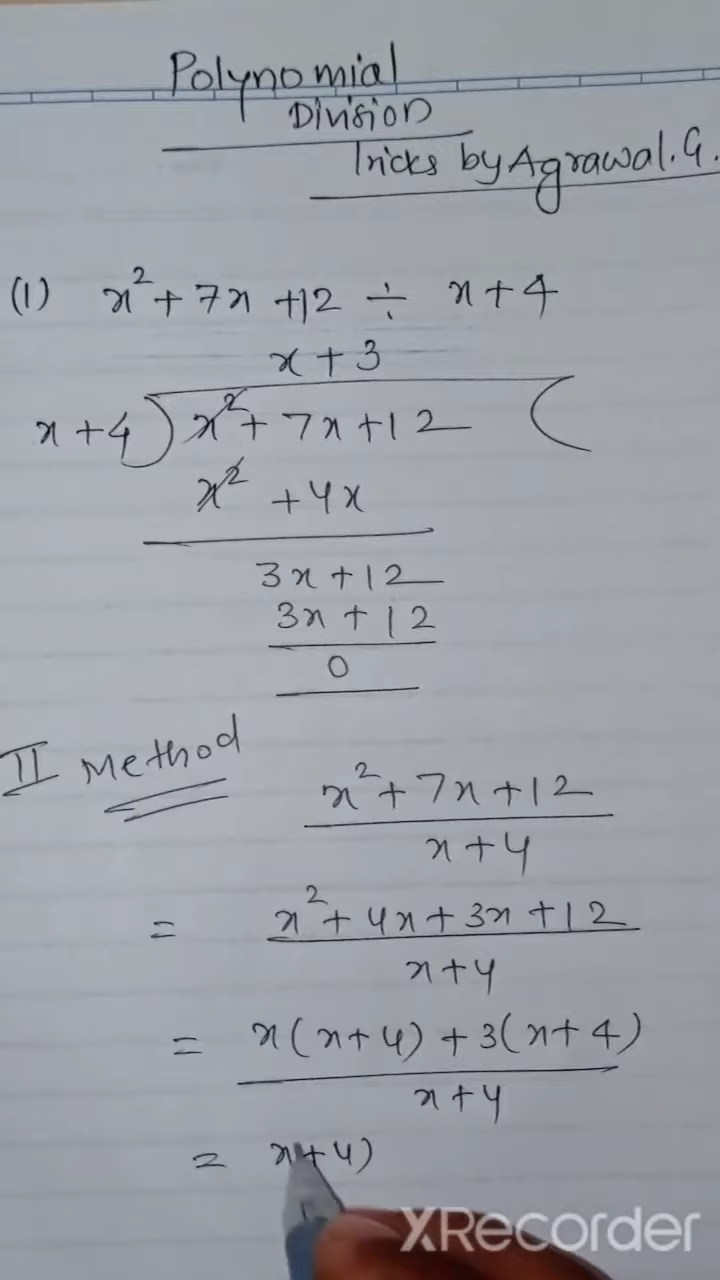 Polynomial
Division
Tricks by Agrawal.G.
(1) x² + 7x + 12 ÷ x + 4
x + 3
x + 4 ) x² + 7x + 12 (
x² + 4x
3x + 12
3x + 12
0
II Method
x² + 7x + 12
x + 4
= x² + 4x + 3x + 12
x + 4
= x(x + 4) + 3(x + 4)
x + 4
= x + 4)
XRecorder